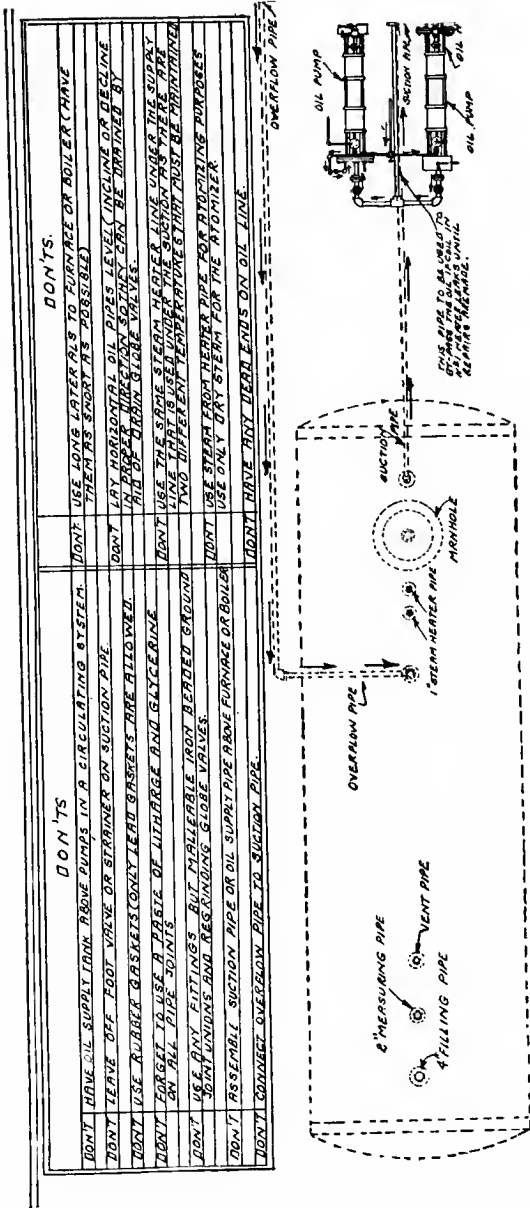 DON'TS
DON'T HAVE OIL SUPPLY TANK ABOVE PUMPS IN A CIRCULATING SYSTEM.
DON'T LEAVE OFF FOOT VALVE OR STRAINER ON SUCTION PIPE.
DON'T USE RUBBER GASKETS (ONLY LEAD GASKETS ARE ALLOWED.
DON'T FORGET TO USE A PASTE OF LITHARGE AND GLYCERINE
ON ALL PIPE JOINTS
DON'T USE ANY FITTINGS BUT MALLEABLE IRON BEADED GROUND
JOINT UNIONS AND REGRINDING GLOBE VALVES.
DON'T ASSEMBLE SUCTION PIPE OR OIL SUPPLY PIPE ABOVE FURNACE OR BOILER
DON'T CONNECT OVERFLOW PIPE TO SUCTION PIPE.
DON'TS.
DON'T USE LONG LATERALS TO FURNACE OR BOILER (HAVE
THEM AS SHORT AS POSSIBLE)
DON'T LAY HORIZONTAL OIL PIPES LEVEL (INCLINE OR DECLINE
IN PROPER DIRECTION SO THEY CAN BE DRAINED BY
AID OF DRAIN GLOBE VALVES.
DON'T USE THE SAME STEAM HEATER LINE UNDER THE SUPPLY
LINE THAT IS USED UNDER THE SUCTION AS THERE ARE
TWO DIFFERENT TEMPERATURES THAT MUST BE MAINTAINED
DON'T USE STEAM FROM HEATER PIPE FOR ATOMIZING PURPOSES
USE ONLY DRY STEAM FOR THE ATOMIZER.
DON'T HAVE ANY DEAD ENDS ON OIL LINE.
OVERFLOW PIPE
OIL PUMP
SUCTION AIR
OIL
OIL PUMP
THIS PIPE TO BE USED TO
THE OIL IN
HEATER LEAKS UNTIL
REPAIRS ARE MADE.
SUCTION
PIPE
MANHOLE
1" STEAM HEATER PIPE
OVERFLOW PIPE
VENT PIPE
2" MEASURING PIPE
4" FILLING PIPE